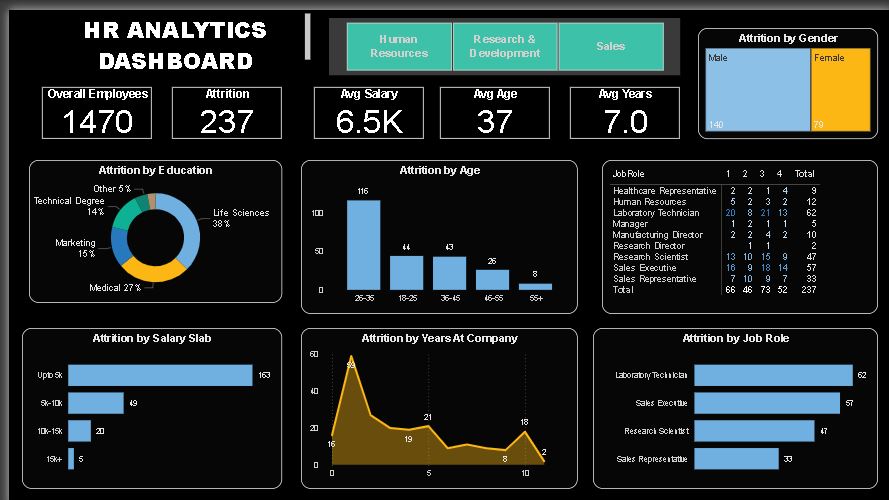 HR ANALYTICS
DASHBOARD
Human
Resources
Research &
Development
Sales
Attrition by Gender
Male
Female
140
79
Overall Employees
1470
Attrition
237
Avg Salary
6.5K
Avg Age
37
Avg Years
7.0
Attrition by Education
Other 5%
Technical Degree
14%
Life Sciences
38%
Marketing
15%
Medical 27%
Attrition by Age
116
100
44
43
50
26
8
0
26-35
18-25
36-45
46-55
55+
JobRole 1 2 3 4 Total
Healthcare Representative 2 2 1 4 9
Human Resources 5 2 3 2 12
Laboratory Technician 20 8 21 13 62
Manager 1 2 1 1 5
Manufacturing Director 2 2 4 2 10
Research Director 1 1 2
Research Scientist 13 10 15 9 47
Sales Executive 16 9 18 14 57
Sales Representative 7 10 9 7 33
Total 66 46 73 52 237
Attrition by Salary Slab
Upto 5k 163
5k-10k 49
10k-15k 20
15k+ 5
Attrition by Years At Company
60
59
40
21
18
20
19
16
8
2
0
0 5 10
Attrition by Job Role
Laboratory Technician 62
Sales Executive 57
Research Scientist 47
Sales Representative 33